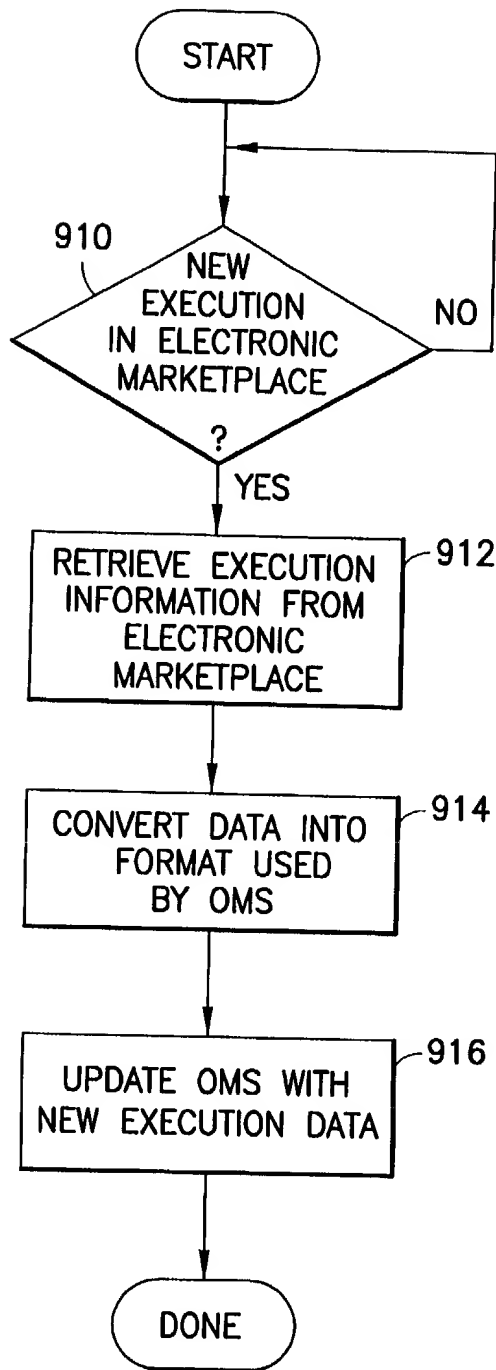 START
910
NEW
EXECUTION
IN ELECTRONIC
MARKETPLACE
?
NO
YES
912
RETRIEVE EXECUTION
INFORMATION FROM
ELECTRONIC
MARKETPLACE
914
CONVERT DATA INTO
FORMAT USED
BY OMS
916
UPDATE OMS WITH
NEW EXECUTION DATA
DONE